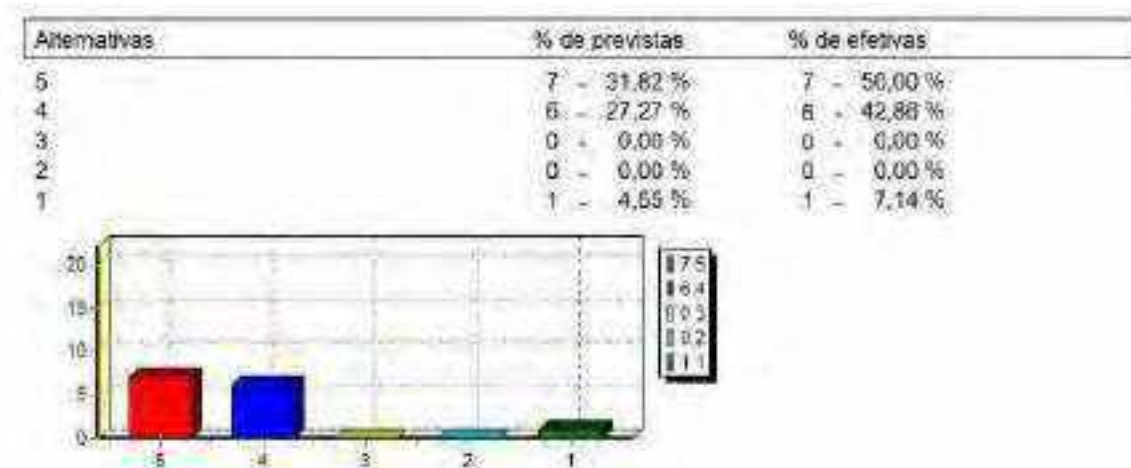 Alternativas % de previstas % de efetivas
5 7 - 31,82 % 7 - 50,00 %
4 6 - 27,27 % 6 - 42,86 %
3 0 - 0,00 % 0 - 0,00 %
2 0 - 0,00 % 0 - 0,00 %
1 1 - 4,55 % 1 - 7,14 %
20
15
10
5
0
5 4 3 2 1
7 5
6 4
0 3
0 2
1 1